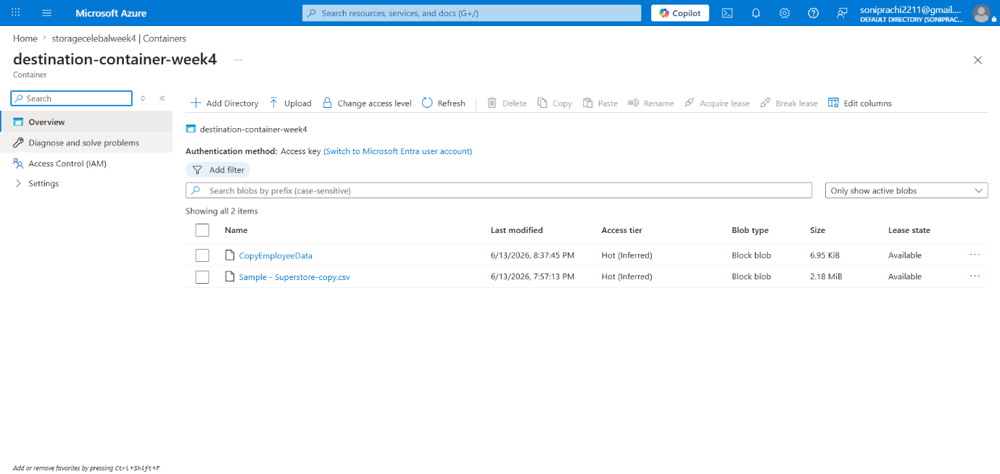 Microsoft Azure
Search resources, services, and docs (G+/)
Copilot
soniprachi2211@gmail....
DEFAULT DIRECTORY (SONIPRAC...
Home > storagecelebalweek4 | Containers
destination-container-week4 ...
Container
Search
Overview
Diagnose and solve problems
Access Control (IAM)
Settings
Add Directory Upload Change access level Refresh Delete Copy Paste Rename Acquire lease Break lease Edit columns
destination-container-week4
Authentication method: Access key (Switch to Microsoft Entra user account)
Add filter
Search blobs by prefix (case-sensitive)
Only show active blobs
Showing all 2 items
Name Last modified Access tier Blob type Size Lease state
CopyEmployeeData 6/13/2026, 8:37:45 PM Hot (Inferred) Block blob 6.95 KiB Available ...
Sample - Superstore-copy.csv 6/13/2026, 7:57:13 PM Hot (Inferred) Block blob 2.18 MiB Available ...
Add or remove favorites by pressing Ctrl+Shift+F